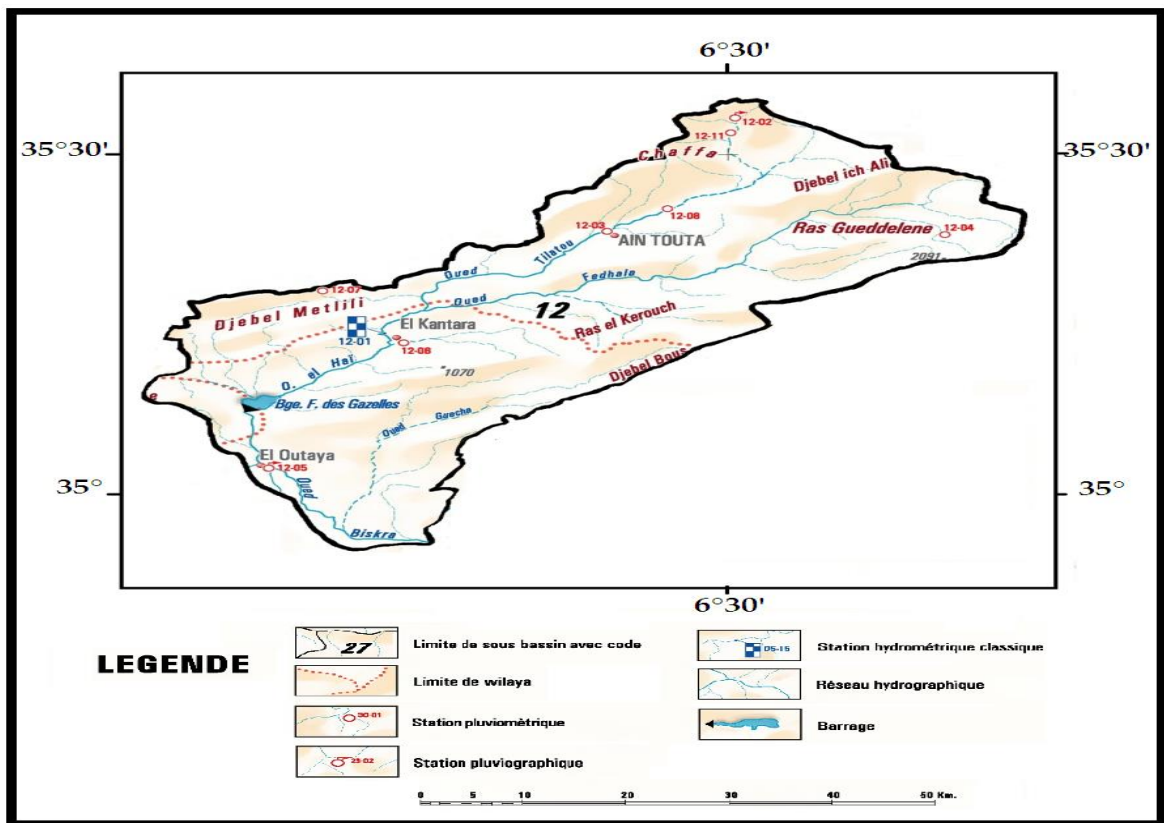 6°30'
35°30'
35°30'
12-02
12-11
Chaffa
Djebel ich Ali
12-08
12-03
AIN TOUTA
Ras Gueddelene
12-04
2091
Oued Tilatou
Oued Fedhala
12-07
Djebel Metlili
12
12-01
El Kantara
12-06
Ras el Kerouch
O. el Haï
1070
Djebel Bous
e
Bge. F. des Gazelles
Oued Guecha
El Outaya
12-05
35°
35°
Oued Biskra
6°30'
LEGENDE
27
Limite de sous bassin avec code
05-15
Station hydrométrique classique
Limite de wilaya
Réseau hydrographique
30-01
Station pluviométrique
Barrage
Station pluviographique
0 5 10 20 30 40 50 Km.